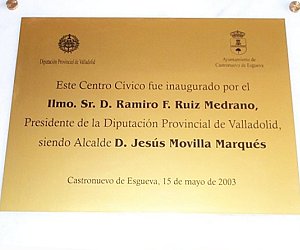 Diputación Provincial de Valladolid
Ayuntamiento de
Castronuevo de Esgueva
Este Centro Cívico fue inaugurado por el
Ilmo. Sr. D. Ramiro F. Ruiz Medrano,
Presidente de la Diputación Provincial de Valladolid,
siendo Alcalde D. Jesús Movilla Marqués
Castronuevo de Esgueva, 15 de mayo de 2003